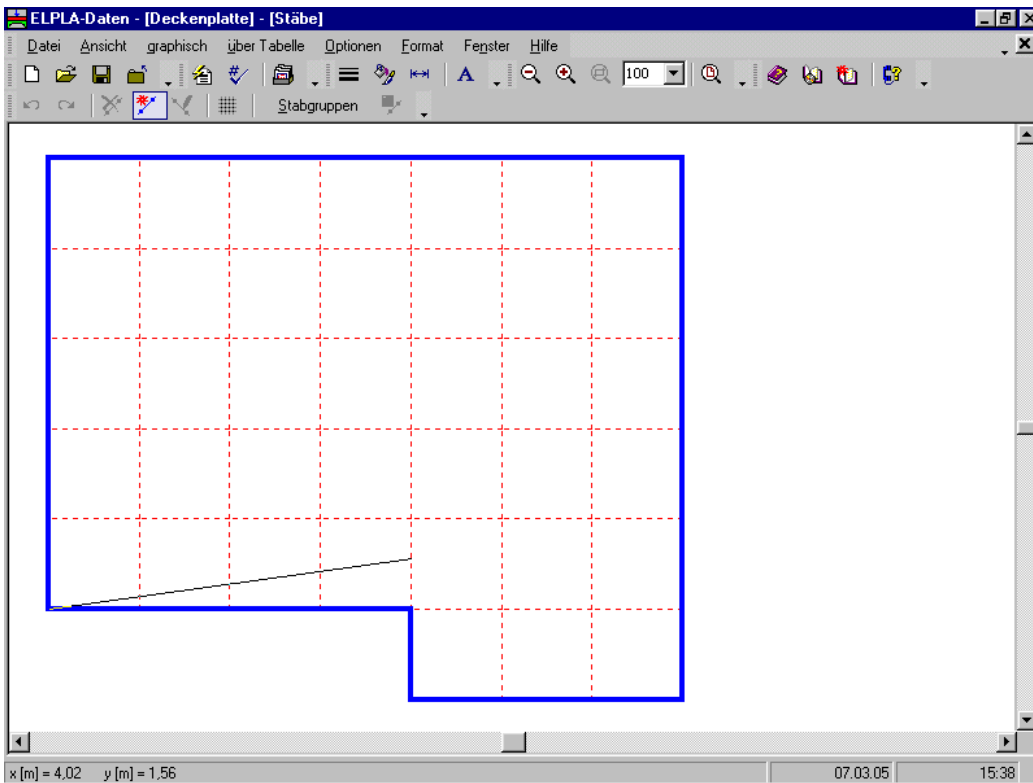 ELPLA-Daten - [Deckenplatte] - [Stäbe]
Datei Ansicht graphisch über Tabelle Optionen Format Fenster Hilfe
A 100
Stabgruppen
x [m] = 4,02 y [m] = 1,56 07.03.05 15:38